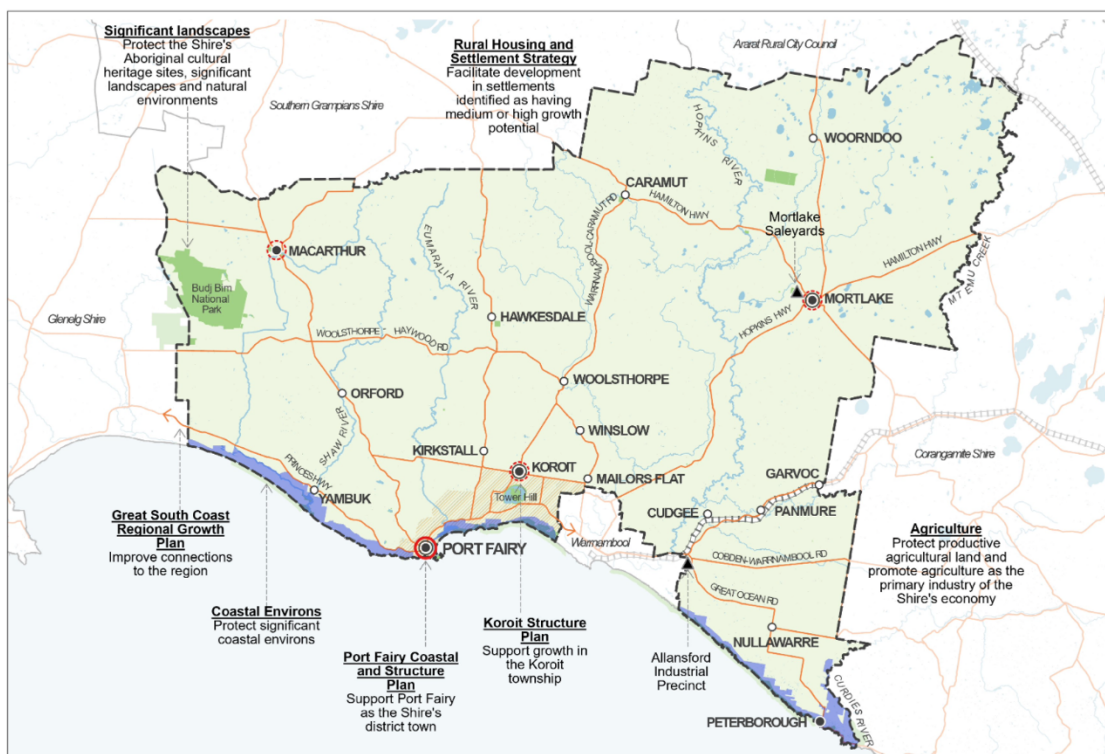 Significant landscapes
Protect the Shire's
Aboriginal cultural
heritage sites, significant
landscapes and natural
environments
Rural Housing and
Settlement Strategy
Facilitate development
in settlements
identified as having
medium or high growth
potential
Ararat Rural City Council
Southern Grampians Shire
HOPKINS RIVER
WOORNDOO
CARAMUT
HAMILTON HWY
WARRNAMBOOL-CARAMUT RD
Mortlake
Saleyards
HAMILTON HWY
MACARTHUR
EUMARALIA RIVER
MT EMU CREEK
Budj Bim
National
Park
MORTLAKE
Glenelg Shire
HAWKESDALE
HOPKINS HWY
WOOLSTHORPE - HAYWOOD RD
WOOLSTHORPE
ORFORD
WINSLOW
SHAW RIVER
KIRKSTALL
KOROIT
MAILORS FLAT
GARVOC
Corangamite Shire
PRINCES HWY
YAMBUK
Tower Hill
CUDGEE
PANMURE
Great South Coast
Regional Growth
Plan
Improve connections
to the region
PORT FAIRY
Warrnambool
COBDEN-WARRNAMBOOL RD
Agriculture
Protect productive
agricultural land and
promote agriculture as the
primary industry of the
Shire's economy
GREAT OCEAN RD
Coastal Environs
Protect significant
coastal environs
Koroit Structure
Plan
Support growth in
the Koroit
township
NULLAWARRE
Port Fairy Coastal
and Structure
Plan
Support Port Fairy
as the Shire's
district town
Allansford
Industrial
Precinct
CURDIES RIVER
PETERBOROUGH